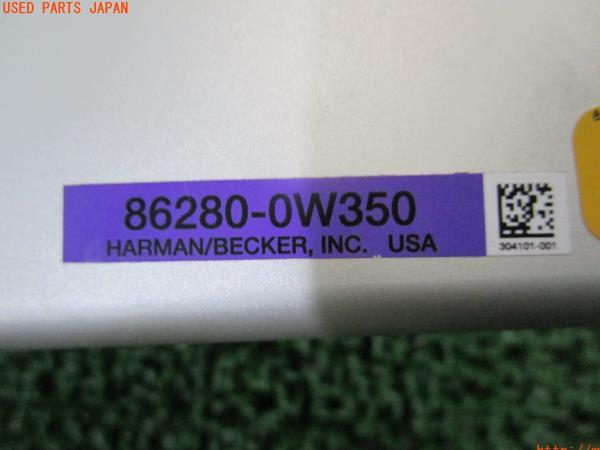 USED PARTS JAPAN
86280-0W350
HARMAN/BECKER, INC. USA
304101-001